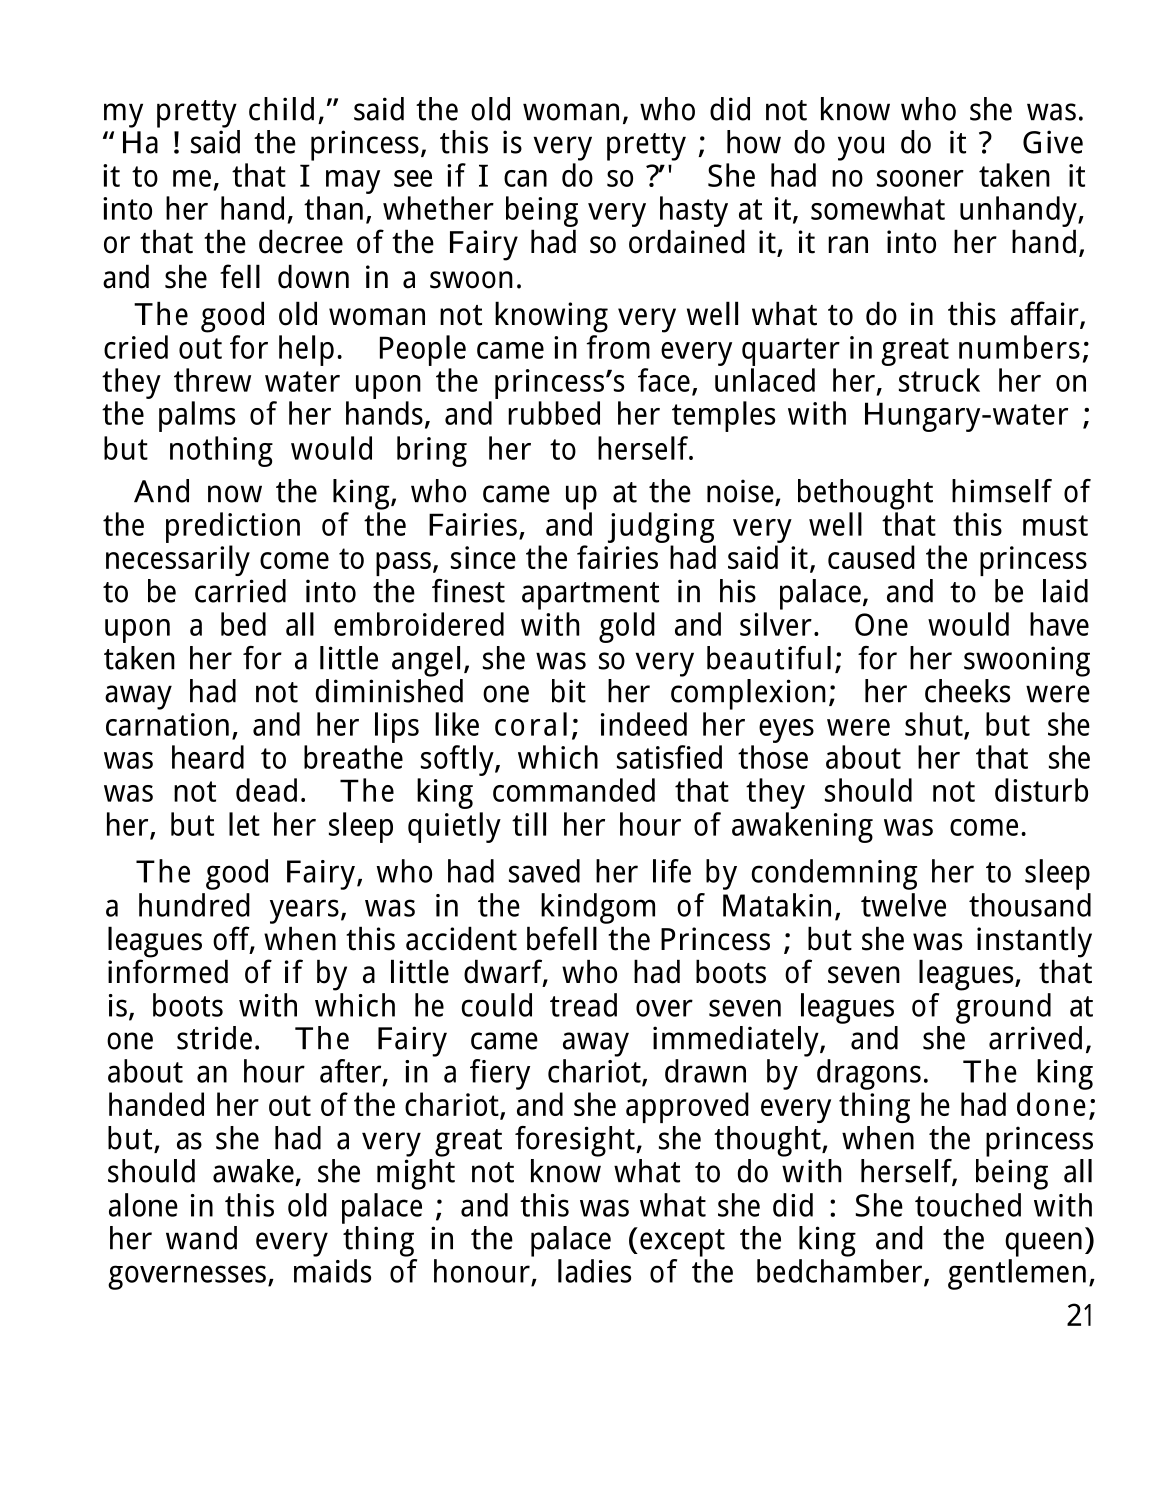 my pretty child,” said the old woman, who did not know who she was.
“Ha ! said the princess, this is very pretty ; how do you do it ? Give
it to me, that I may see if I can do so ?”' She had no sooner taken it
into her hand, than, whether being very hasty at it, somewhat unhandy,
or that the decree of the Fairy had so ordained it, it ran into her hand,
and she fell down in a swoon.
The good old woman not knowing very well what to do in this affair,
cried out for help. People came in from every quarter in great numbers;
they threw water upon the princess’s face, unlaced her, struck her on
the palms of her hands, and rubbed her temples with Hungary-water ;
but nothing would bring her to herself.
And now the king, who came up at the noise, bethought himself of
the prediction of the Fairies, and judging very well that this must
necessarily come to pass, since the fairies had said it, caused the princess
to be carried into the finest apartment in his palace, and to be laid
upon a bed all embroidered with gold and silver. One would have
taken her for a little angel, she was so very beautiful; for her swooning
away had not diminished one bit her complexion; her cheeks were
carnation, and her lips like coral; indeed her eyes were shut, but she
was heard to breathe softly, which satisfied those about her that she
was not dead. The king commanded that they should not disturb
her, but let her sleep quietly till her hour of awakening was come.
The good Fairy, who had saved her life by condemning her to sleep
a hundred years, was in the kindgom of Matakin, twelve thousand
leagues off, when this accident befell the Princess ; but she was instantly
informed of if by a little dwarf, who had boots of seven leagues, that
is, boots with which he could tread over seven leagues of ground at
one stride. The Fairy came away immediately, and she arrived,
about an hour after, in a fiery chariot, drawn by dragons. The king
handed her out of the chariot, and she approved every thing he had done;
but, as she had a very great foresight, she thought, when the princess
should awake, she might not know what to do with herself, being all
alone in this old palace ; and this was what she did : She touched with
her wand every thing in the palace (except the king and the queen)
governesses, maids of honour, ladies of the bedchamber, gentlemen,
21